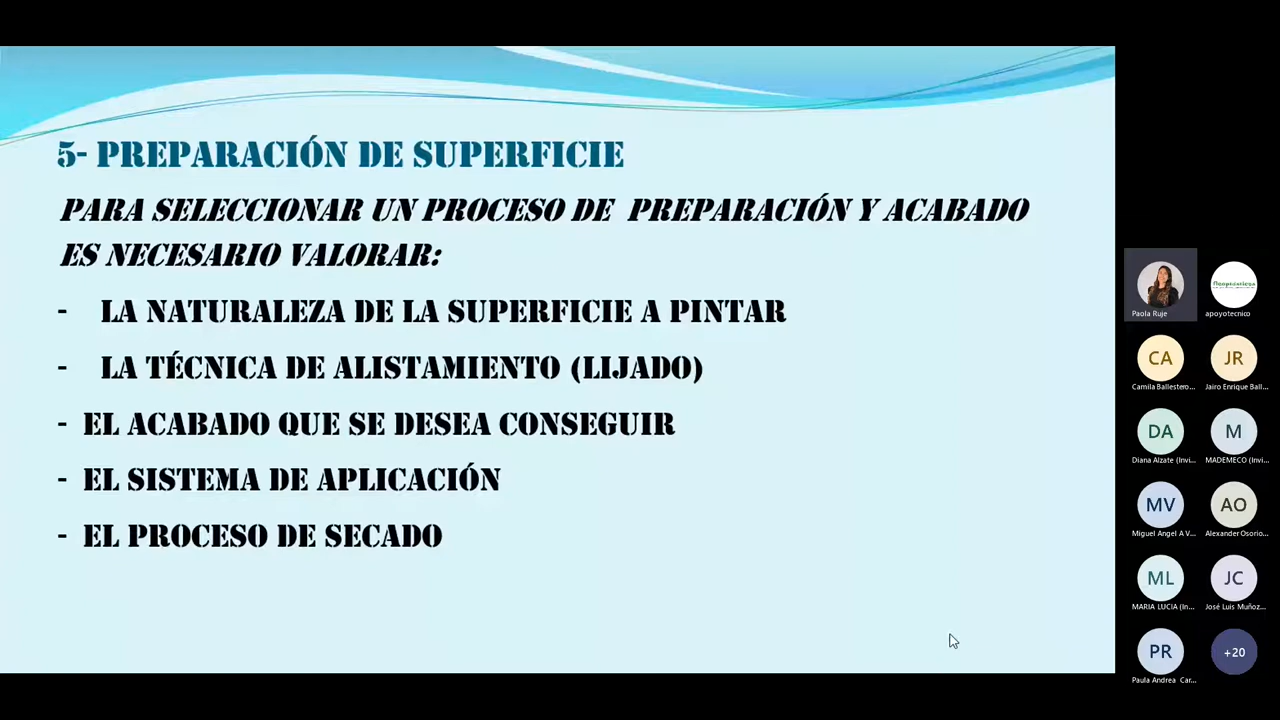 5- PREPARACIÓN DE SUPERFICIE
PARA SELECCIONAR UN PROCESO DE PREPARACIÓN Y ACABADO
ES NECESARIO VALORAR:
- LA NATURALEZA DE LA SUPERFICIE A PINTAR
- LA TÉCNICA DE ALISTAMIENTO (LIJADO)
- EL ACABADO QUE SE DESEA CONSEGUIR
- EL SISTEMA DE APLICACIÓN
- EL PROCESO DE SECADO
Paola Ruje
apoyotecnico
CA
JR
Camila Ballestero...
Jairo Enrique Ball...
DA
M
Diana Alzate (Invi...
MADEMECO (Invi...
MV
AO
Miguel Angel A V...
Alexander Osorio...
ML
JC
MARIA LUCIA (In...
José Luis Muñoz...
PR
+20
Paula Andrea Car...